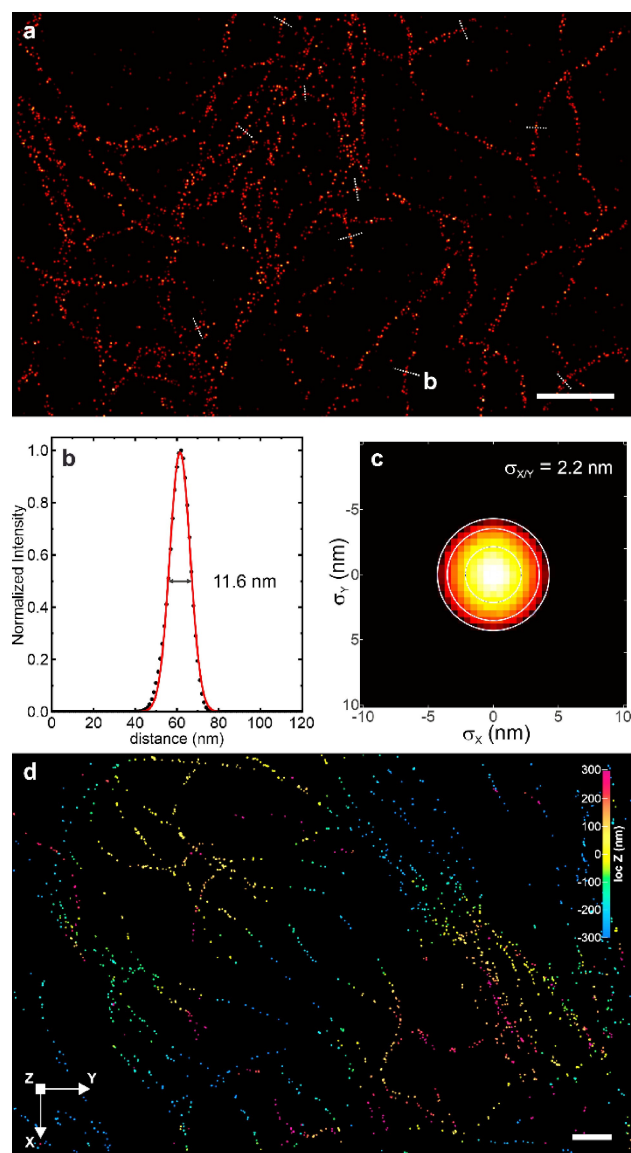 a
b
b
1.0
0.8
0.6
0.4
0.2
0.0
Normalized Intensity
11.6 nm
0 20 40 60 80 100 120
distance (nm)
c
σX/Y = 2.2 nm
-5
0
5
10
σY (nm)
-10 -5 0 5 10
σX (nm)
d
300
200
100
0
-100
-200
-300
loc Z (nm)
Z
Y
X